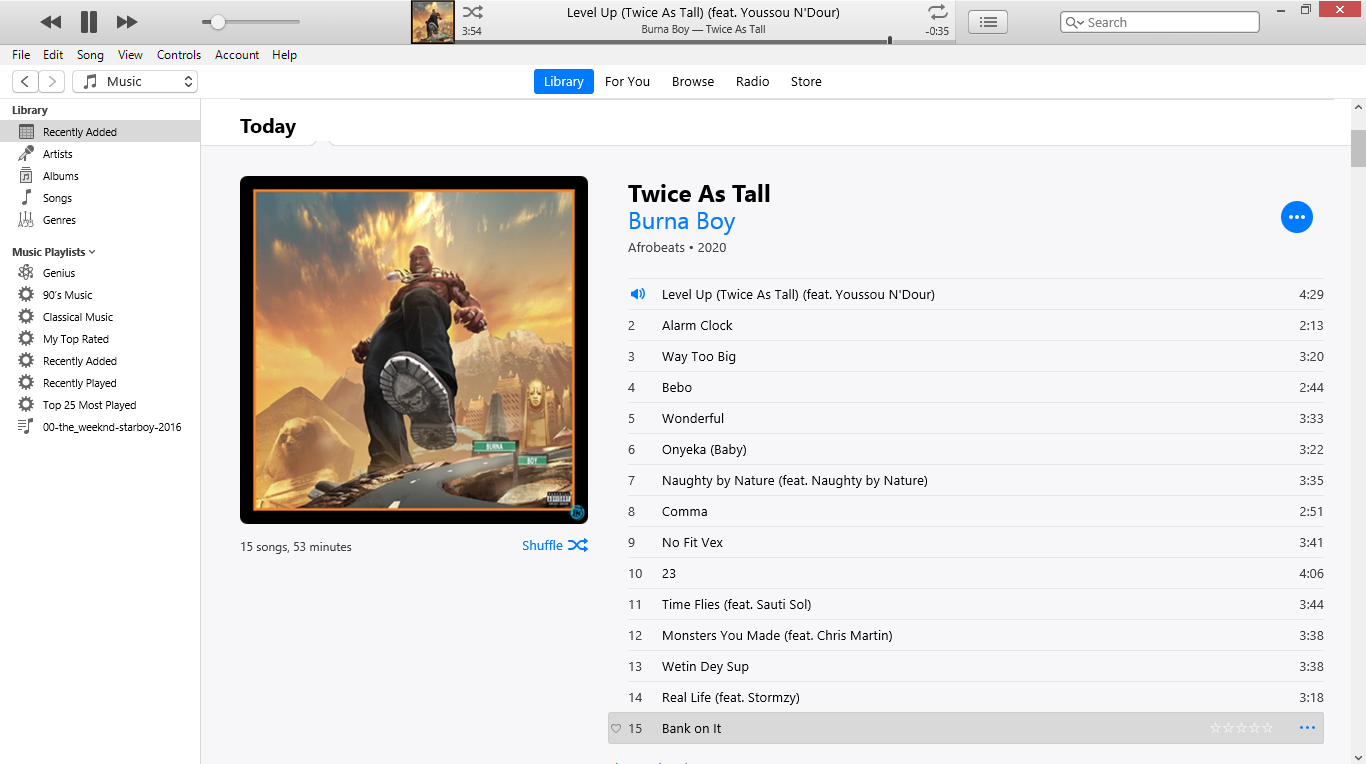 Level Up (Twice As Tall) (feat. Youssou N'Dour)
3:54 Burna Boy — Twice As Tall -0:35
Search
File Edit Song View Controls Account Help
Music
Library For You Browse Radio Store
Library
Recently Added
Artists
Albums
Songs
Genres
Music Playlists
Genius
90's Music
Classical Music
My Top Rated
Recently Added
Recently Played
Top 25 Most Played
00-the_weeknd-starboy-2016
Today
BURNA
BOY
15 songs, 53 minutes Shuffle
Twice As Tall
Burna Boy
Afrobeats • 2020
Level Up (Twice As Tall) (feat. Youssou N'Dour) 4:29
2 Alarm Clock 2:13
3 Way Too Big 3:20
4 Bebo 2:44
5 Wonderful 3:33
6 Onyeka (Baby) 3:22
7 Naughty by Nature (feat. Naughty by Nature) 3:35
8 Comma 2:51
9 No Fit Vex 3:41
10 23 4:06
11 Time Flies (feat. Sauti Sol) 3:44
12 Monsters You Made (feat. Chris Martin) 3:38
13 Wetin Dey Sup 3:38
14 Real Life (feat. Stormzy) 3:18
15 Bank on It